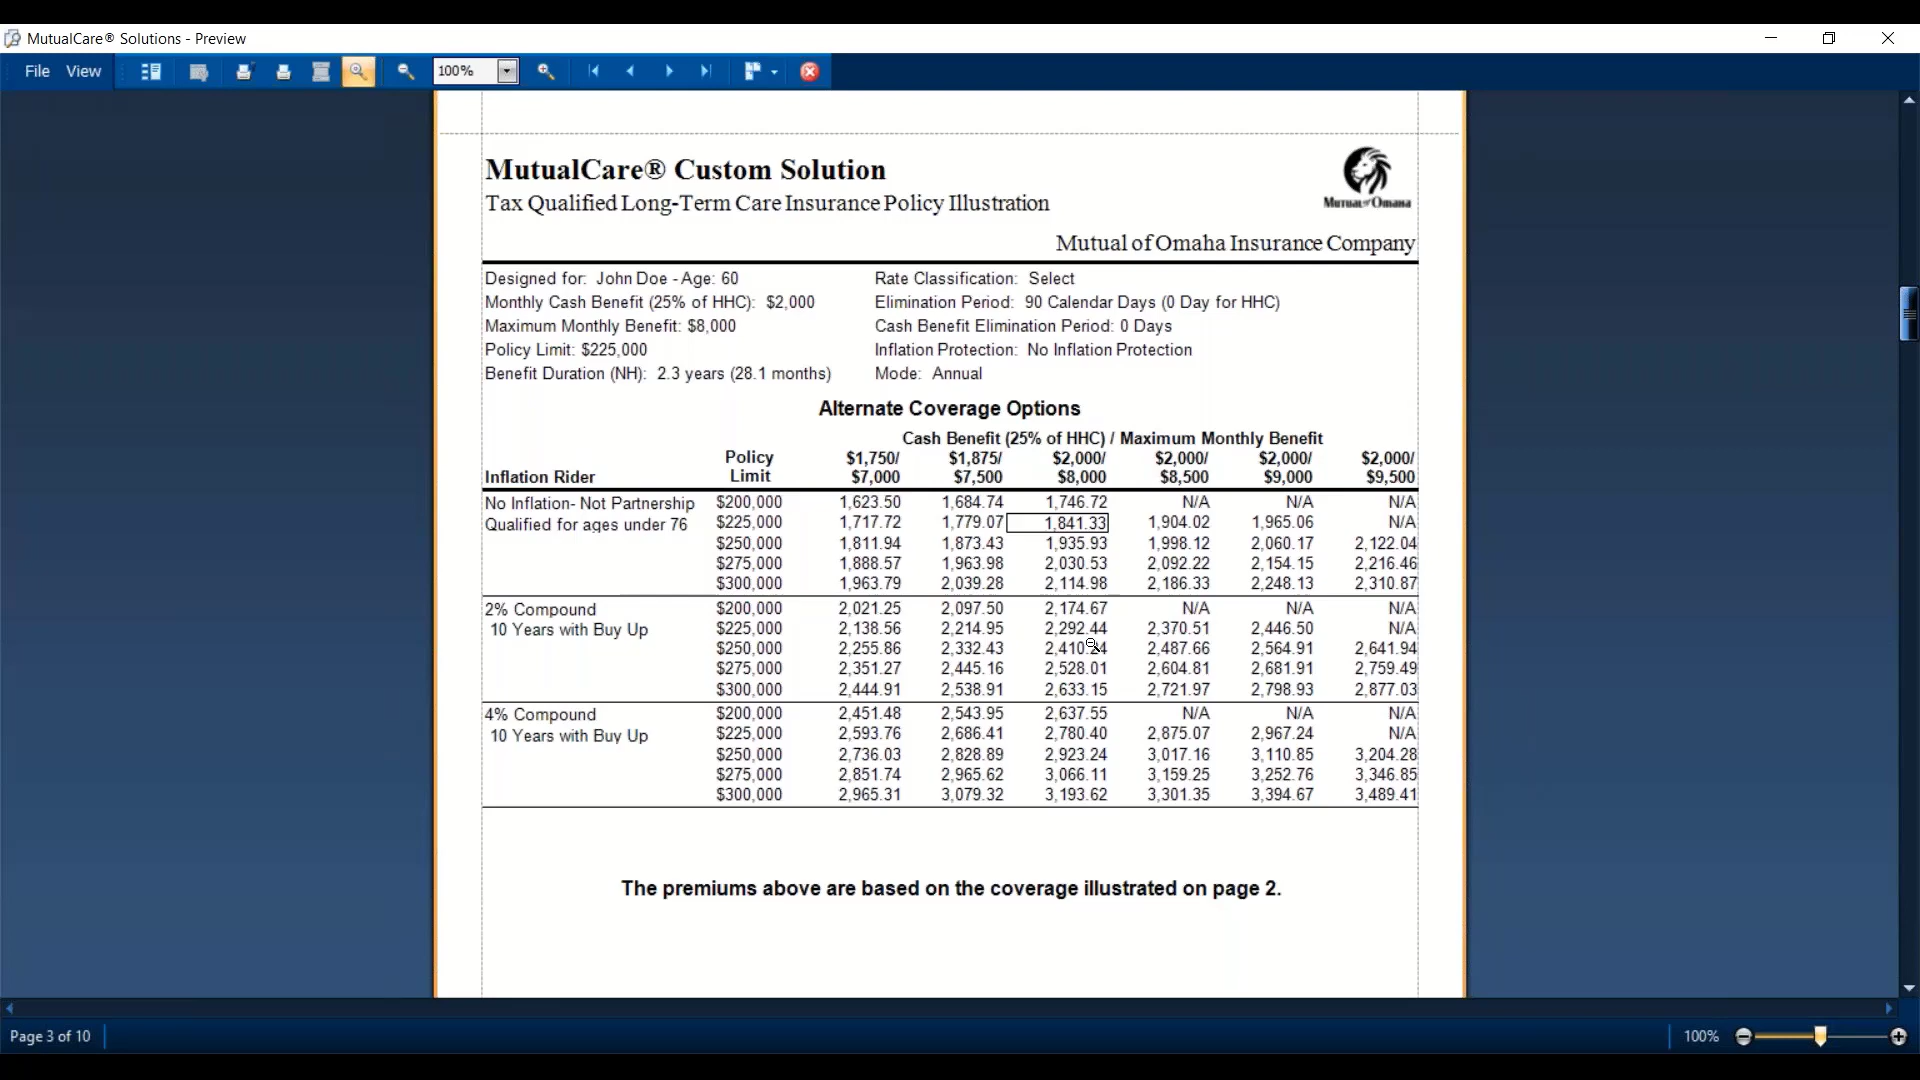 MutualCare® Solutions - Preview
File View 100%
MutualCare® Custom Solution
Tax Qualified Long-Term Care Insurance Policy Illustration
Mutual of Omaha
Mutual of Omaha Insurance Company
Designed for: John Doe - Age: 60 Rate Classification: Select
Monthly Cash Benefit (25% of HHC): $2,000 Elimination Period: 90 Calendar Days (0 Day for HHC)
Maximum Monthly Benefit: $8,000 Cash Benefit Elimination Period: 0 Days
Policy Limit: $225,000 Inflation Protection: No Inflation Protection
Benefit Duration (NH): 2.3 years (28.1 months) Mode: Annual
Alternate Coverage Options
Cash Benefit (25% of HHC) / Maximum Monthly Benefit
Policy $1,750/ $1,875/ $2,000/ $2,000/ $2,000/ $2,000/
Inflation Rider Limit $7,000 $7,500 $8,000 $8,500 $9,000 $9,500
No Inflation- Not Partnership $200,000 1,623.50 1,684.74 1,746.72 N/A N/A N/A
Qualified for ages under 76 $225,000 1,717.72 1,779.07 1,841.33 1,904.02 1,965.06 N/A
$250,000 1,811.94 1,873.43 1,935.93 1,998.12 2,060.17 2,122.04
$275,000 1,888.57 1,963.98 2,030.53 2,092.22 2,154.15 2,216.46
$300,000 1,963.79 2,039.28 2,114.98 2,186.33 2,248.13 2,310.87
2% Compound $200,000 2,021.25 2,097.50 2,174.67 N/A N/A N/A
10 Years with Buy Up $225,000 2,138.56 2,214.95 2,292.44 2,370.51 2,446.50 N/A
$250,000 2,255.86 2,332.43 2,487.66 2,564.91 2,641.94
$275,000 2,351.27 2,445.16 2,528.01 2,604.81 2,681.91 2,759.49
$300,000 2,444.91 2,538.91 2,633.15 2,721.97 2,798.93 2,877.03
4% Compound $200,000 2,451.48 2,543.95 2,637.55 N/A N/A N/A
10 Years with Buy Up $225,000 2,593.76 2,686.41 2,780.40 2,875.07 2,967.24 N/A
$250,000 2,736.03 2,828.89 2,923.24 3,017.16 3,110.85 3,204.28
$275,000 2,851.74 2,965.62 3,066.11 3,159.25 3,252.76 3,346.85
$300,000 2,965.31 3,079.32 3,193.62 3,301.35 3,394.67 3,489.41
The premiums above are based on the coverage illustrated on page 2.
Page 3 of 10 100%